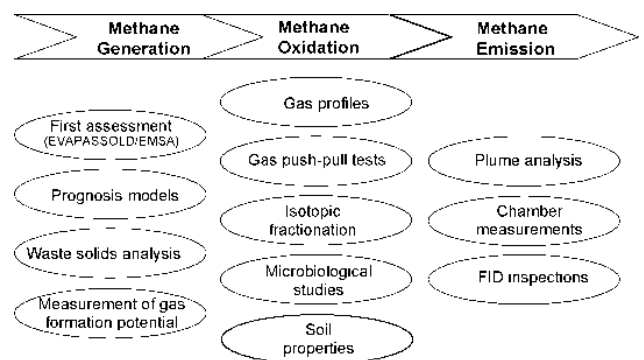 Methane
Generation
Methane
Oxidation
Methane
Emission
First assessment
(EVAPASSOLD/EMSA)
Prognosis models
Waste solids analysis
Measurement of gas
formation potential
Gas profiles
Gas push-pull tests
Isotopic
fractionation
Microbiological
studies
Soil
properties
Plume analysis
Chamber
measurements
FID inspections